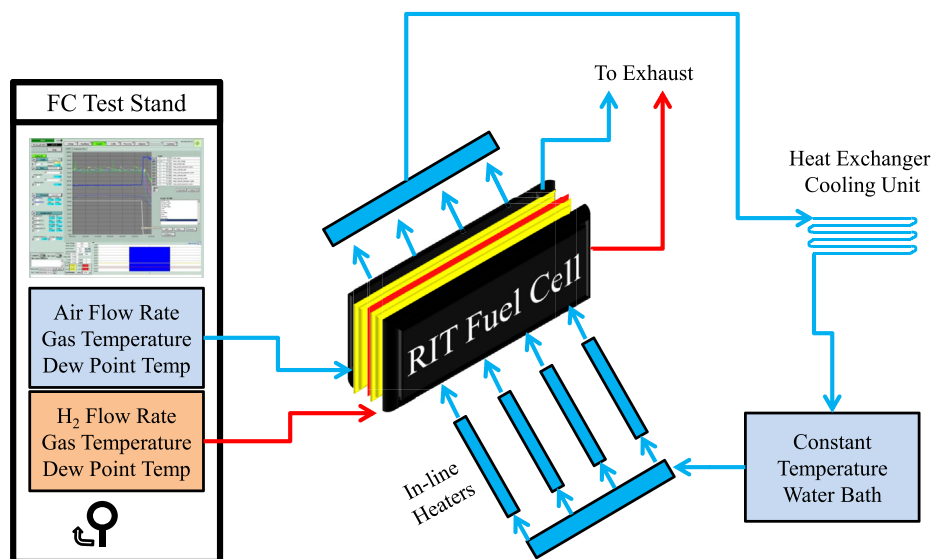 FC Test Stand
Air Flow Rate
Gas Temperature
Dew Point Temp
H₂ Flow Rate
Gas Temperature
Dew Point Temp
To Exhaust
RIT Fuel Cell
In-line
Heaters
Heat Exchanger
Cooling Unit
Constant
Temperature
Water Bath